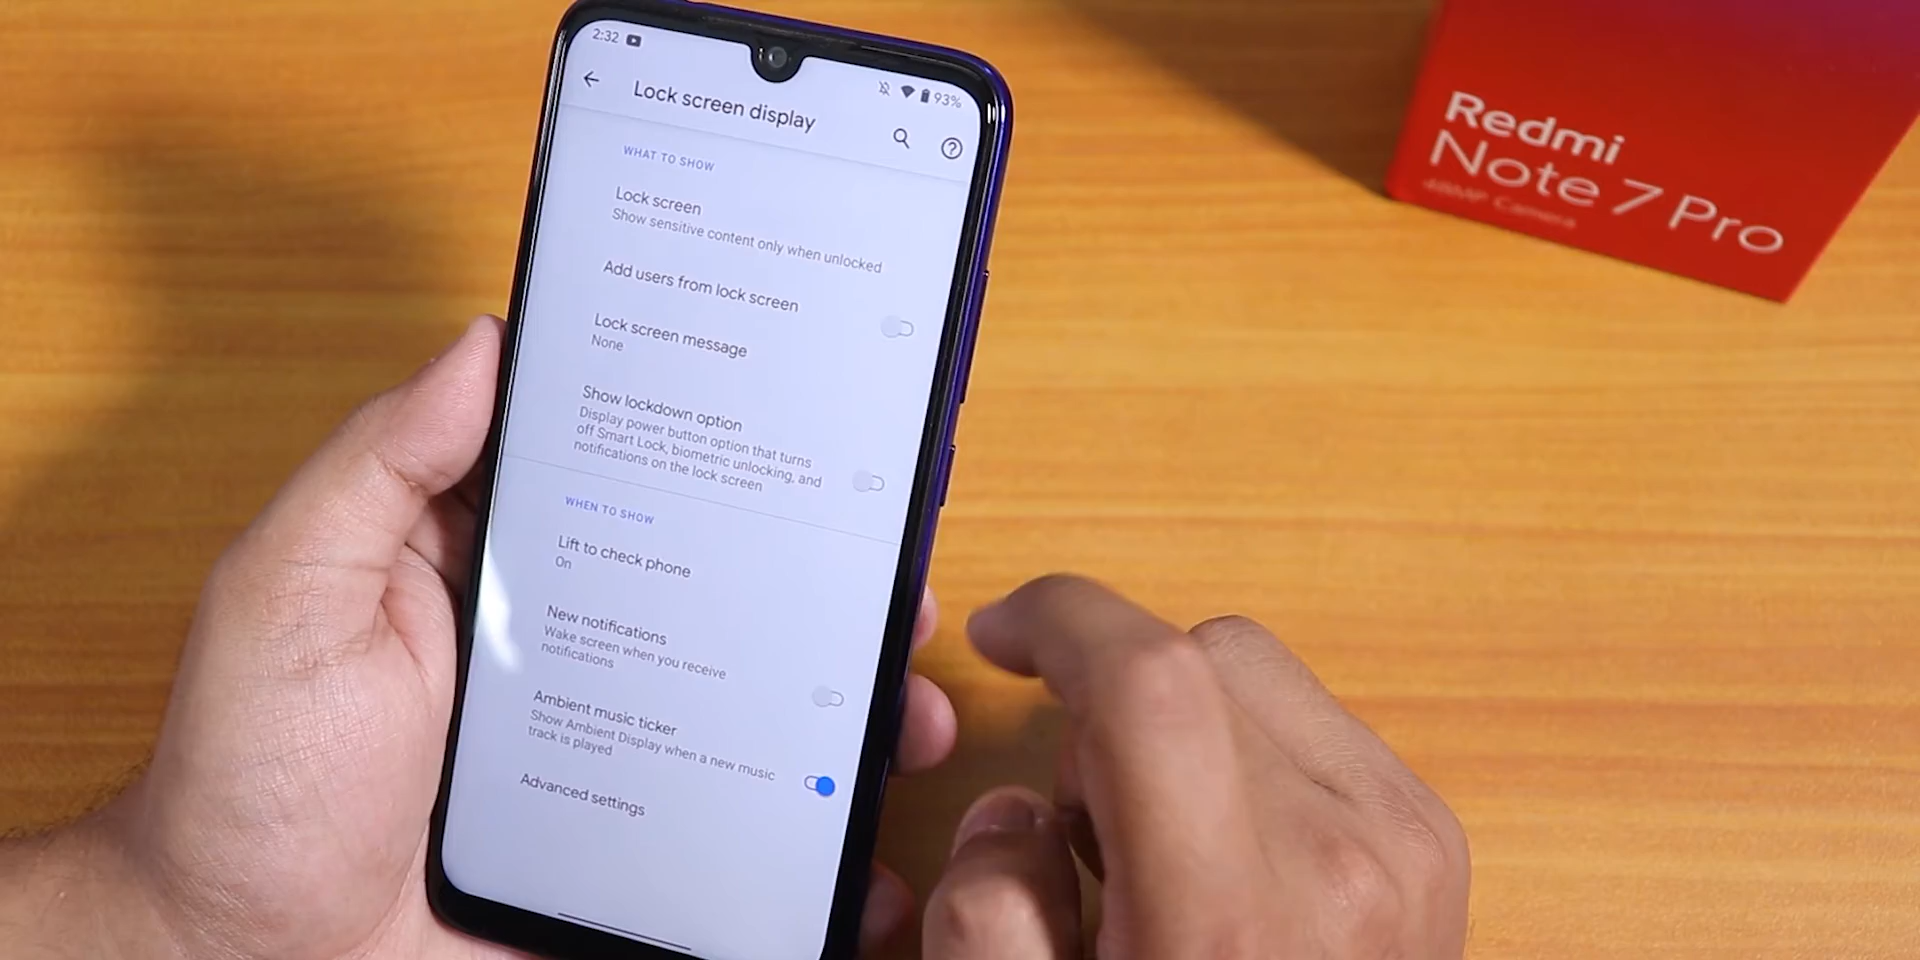 2:32
93%
Lock screen display
WHAT TO SHOW
Lock screen
Show sensitive content only when unlocked
Add users from lock screen
Lock screen message
None
Show lockdown option
Display power button option that turns
off Smart Lock, biometric unlocking, and
notifications on the lock screen
WHEN TO SHOW
Lift to check phone
On
New notifications
Wake screen when you receive
notifications
Ambient music ticker
Show Ambient Display when a new music
track is played
Advanced settings
Redmi
Note 7 Pro
48MP Camera